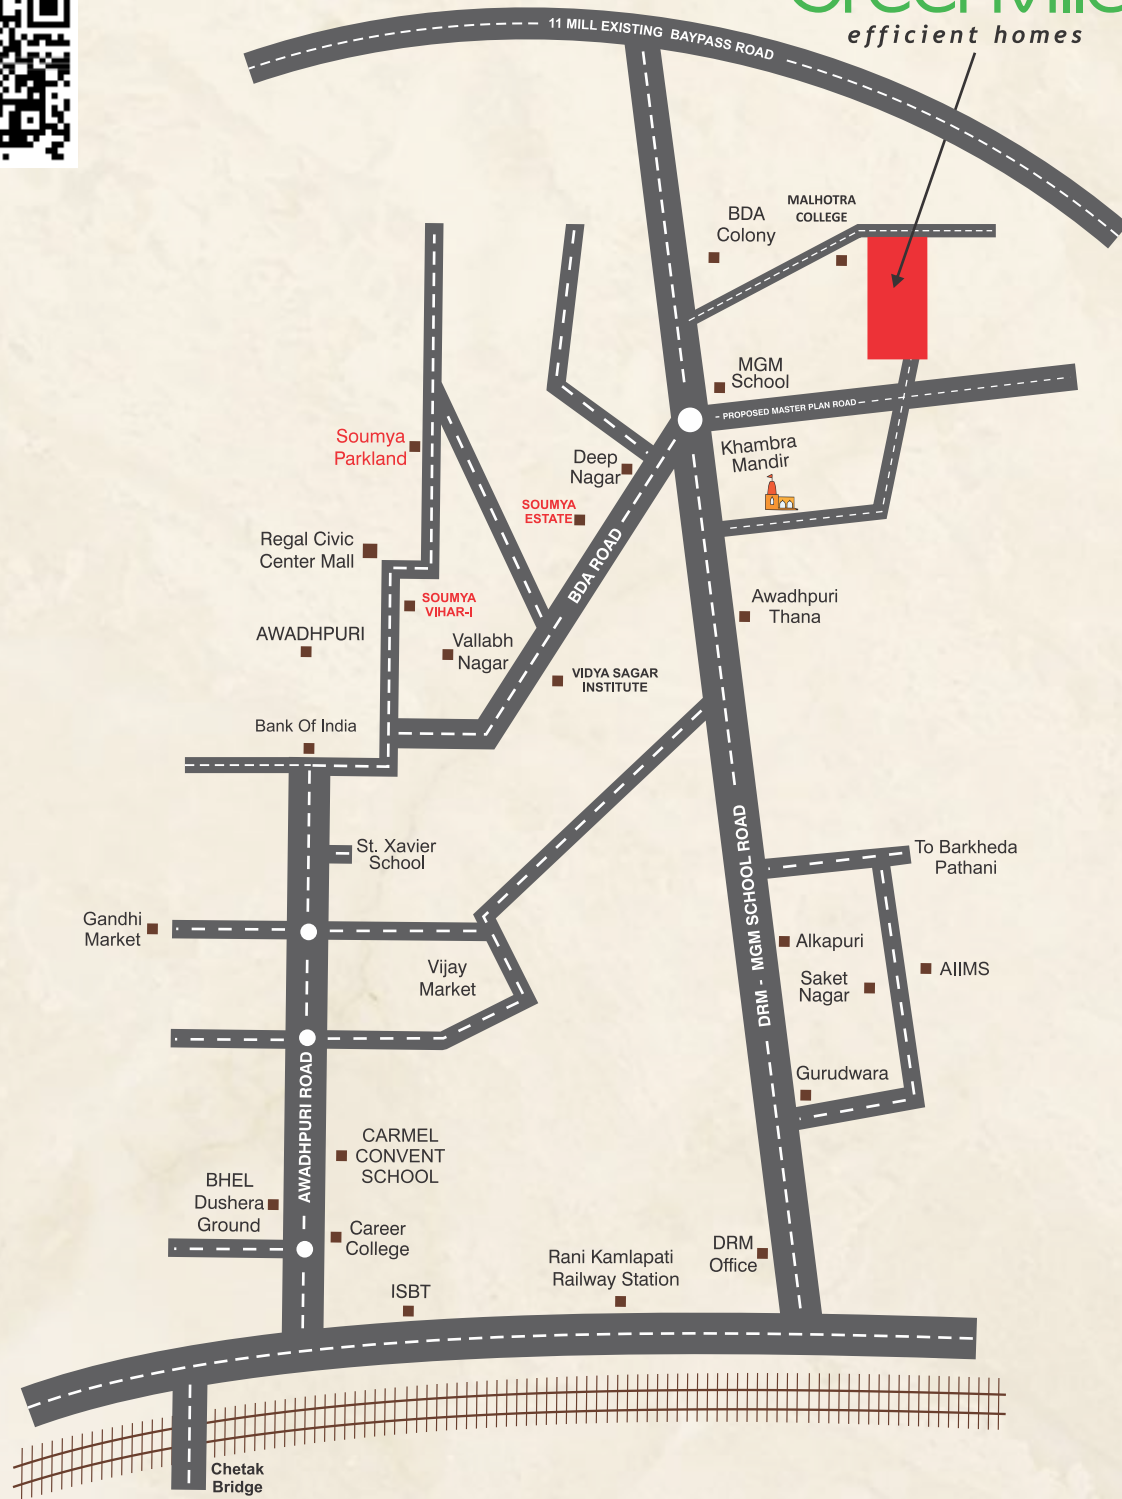 Greenville
efficient homes
11 MILL EXISTING BAYPASS ROAD
MALHOTRA
COLLEGE
BDA
Colony
MGM
School
PROPOSED MASTER PLAN ROAD
Khambra
Mandir
Soumya
Parkland
Deep
Nagar
SOUMYA
ESTATE
BDA ROAD
Regal Civic
Center Mall
SOUMYA
VIHAR-I
Awadhpuri
Thana
AWADHPURI
Vallabh
Nagar
VIDYA SAGAR
INSTITUTE
Bank Of India
St. Xavier
School
To Barkheda
Pathani
DRM - MGM SCHOOL ROAD
Gandhi
Market
Alkapuri
Vijay
Market
Saket
Nagar
AIIMS
Gurudwara
AWADHPURI ROAD
CARMEL
CONVENT
SCHOOL
BHEL
Dushera
Ground
Career
College
DRM
Office
Rani Kamlapati
Railway Station
ISBT
Chetak
Bridge